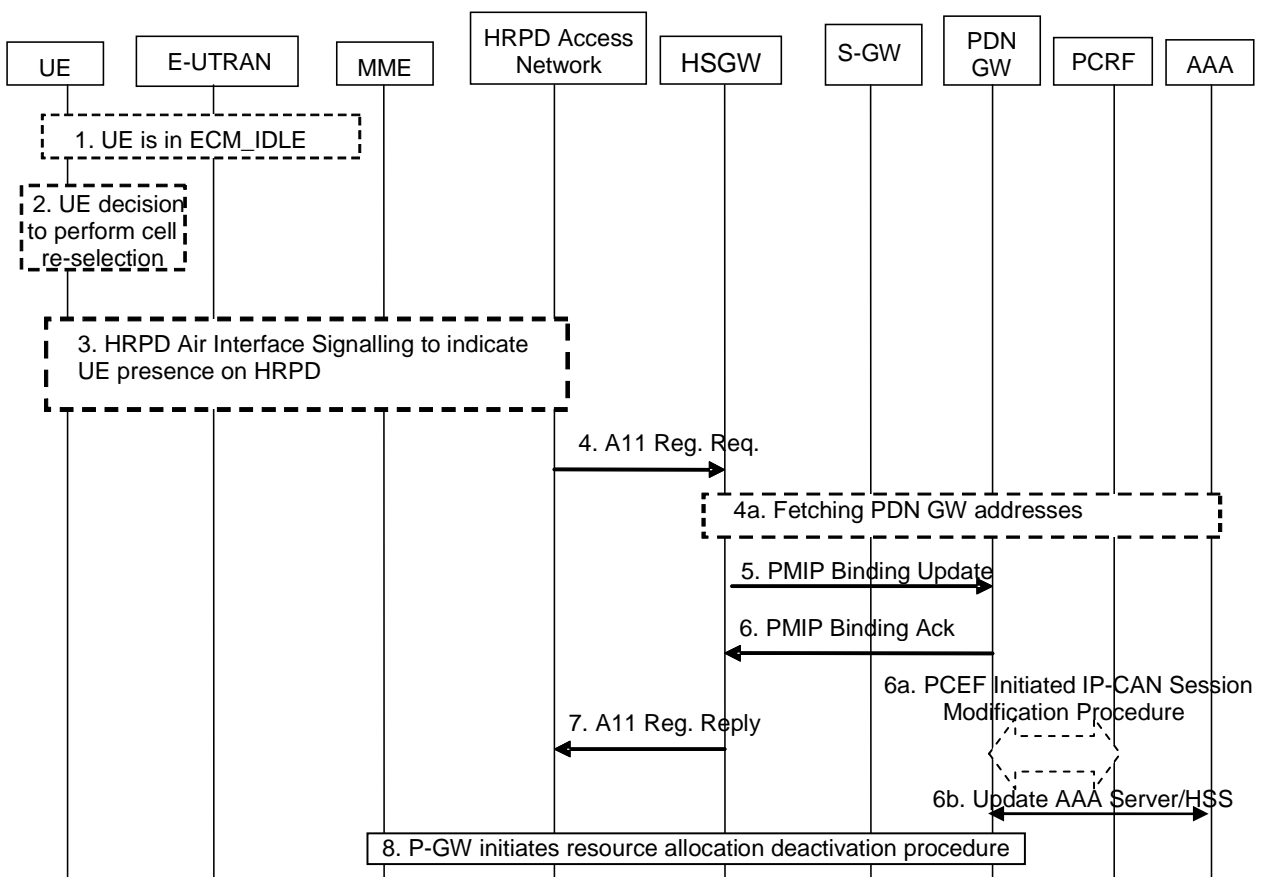 UE
E-UTRAN
MME
HRPD Access
Network
HSGW
S-GW
PDN
GW
PCRF
AAA
1. UE is in ECM_IDLE
2. UE decision
to perform cell
re-selection
3. HRPD Air Interface Signalling to indicate
UE presence on HRPD
4. A11 Reg. Req.
4a. Fetching PDN GW addresses
5. PMIP Binding Update
6. PMIP Binding Ack
6a. PCEF Initiated IP-CAN Session
Modification Procedure
7. A11 Reg. Reply
6b. Update AAA Server/HSS
8. P-GW initiates resource allocation deactivation procedure